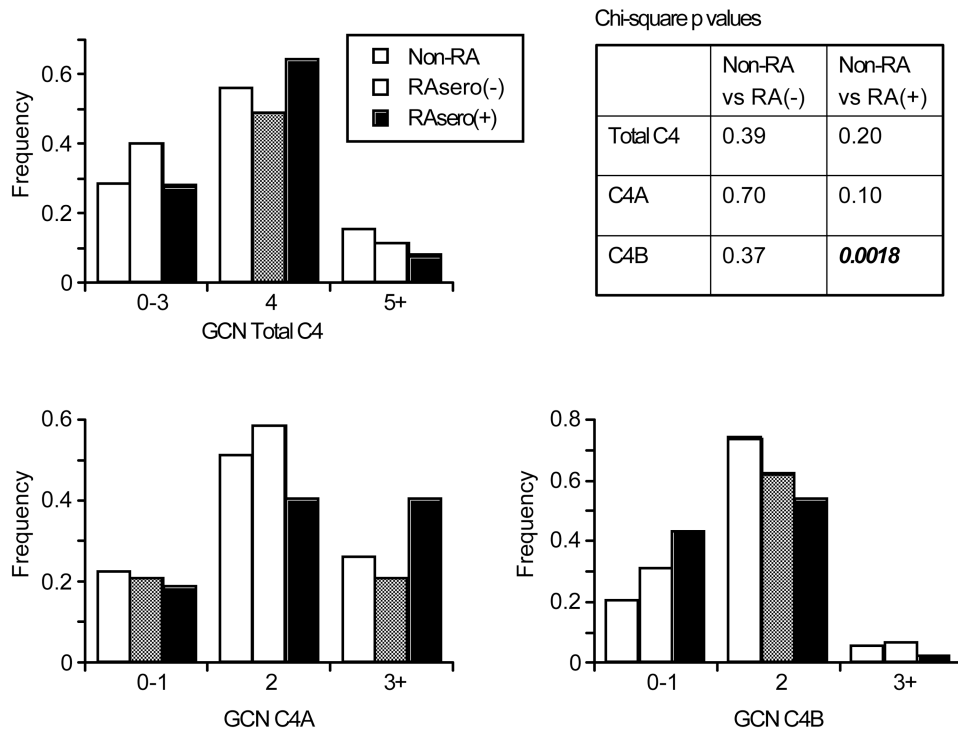 0.6
0.4
0.2
0
Frequency
0-3 4 5+
GCN Total C4
Non-RA
RAsero(-)
RAsero(+)
Chi-square p values
Non-RA vs RA(-)
Non-RA vs RA(+)
Total C4 0.39 0.20
C4A 0.70 0.10
C4B 0.37 0.0018
0.6
0.4
0.2
0
Frequency
0-1 2 3+
GCN C4A
0.8
0.6
0.4
0.2
0
Frequency
0-1 2 3+
GCN C4B